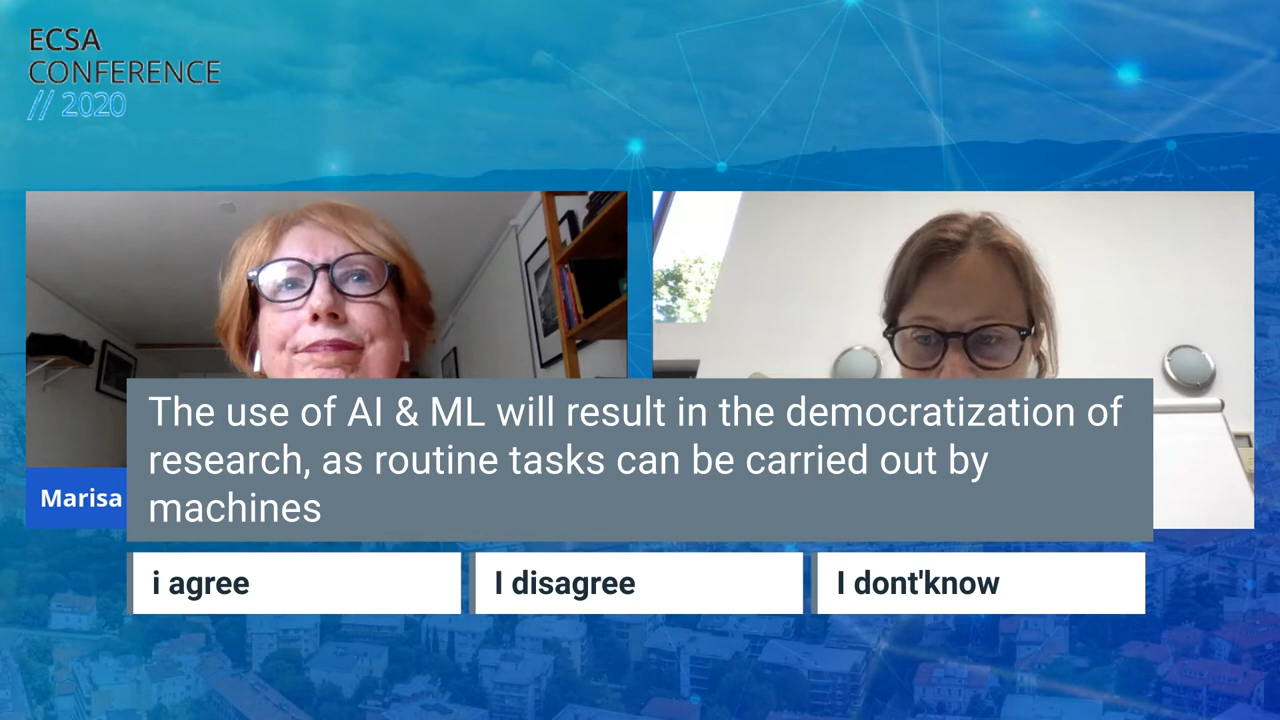 ECSA
CONFERENCE
// 2020
Marisa
The use of AI & ML will result in the democratization of
research, as routine tasks can be carried out by
machines
i agree
I disagree
I dont'know